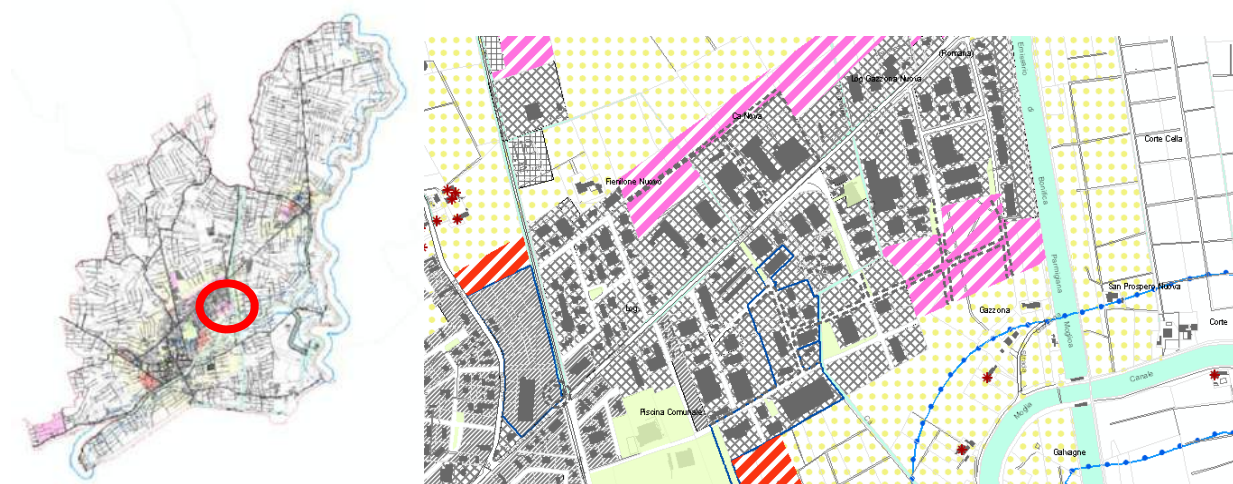 (Romana)
Log Gazzona Nuova
Emissario
di
Ca Nova
Corte Cella
Bonifica
Fienilone Nuovo
Parmigiana
San Prospero Nuova
Gazzona
Log.
Corte
Moglia
Canale
Moglia
Piscina Comunale
Galvagne